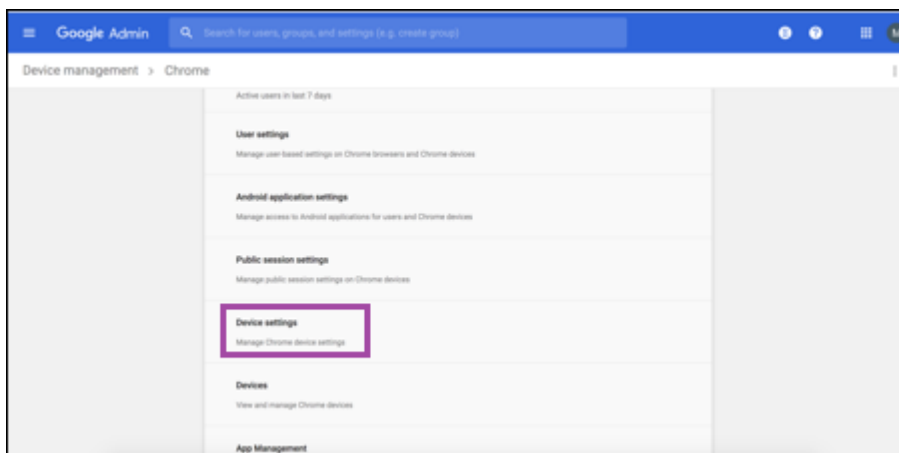 Google Admin
Search for users, groups, and settings (e.g. create group)
M
Device management > Chrome
Active users in last 7 days
User settings
Manage user-based settings on Chrome browsers and Chrome devices
Android application settings
Manage access to Android applications for users and Chrome devices
Public session settings
Manage public session settings on Chrome devices
Device settings
Manage Chrome device settings
Devices
View and manage Chrome devices
App Management